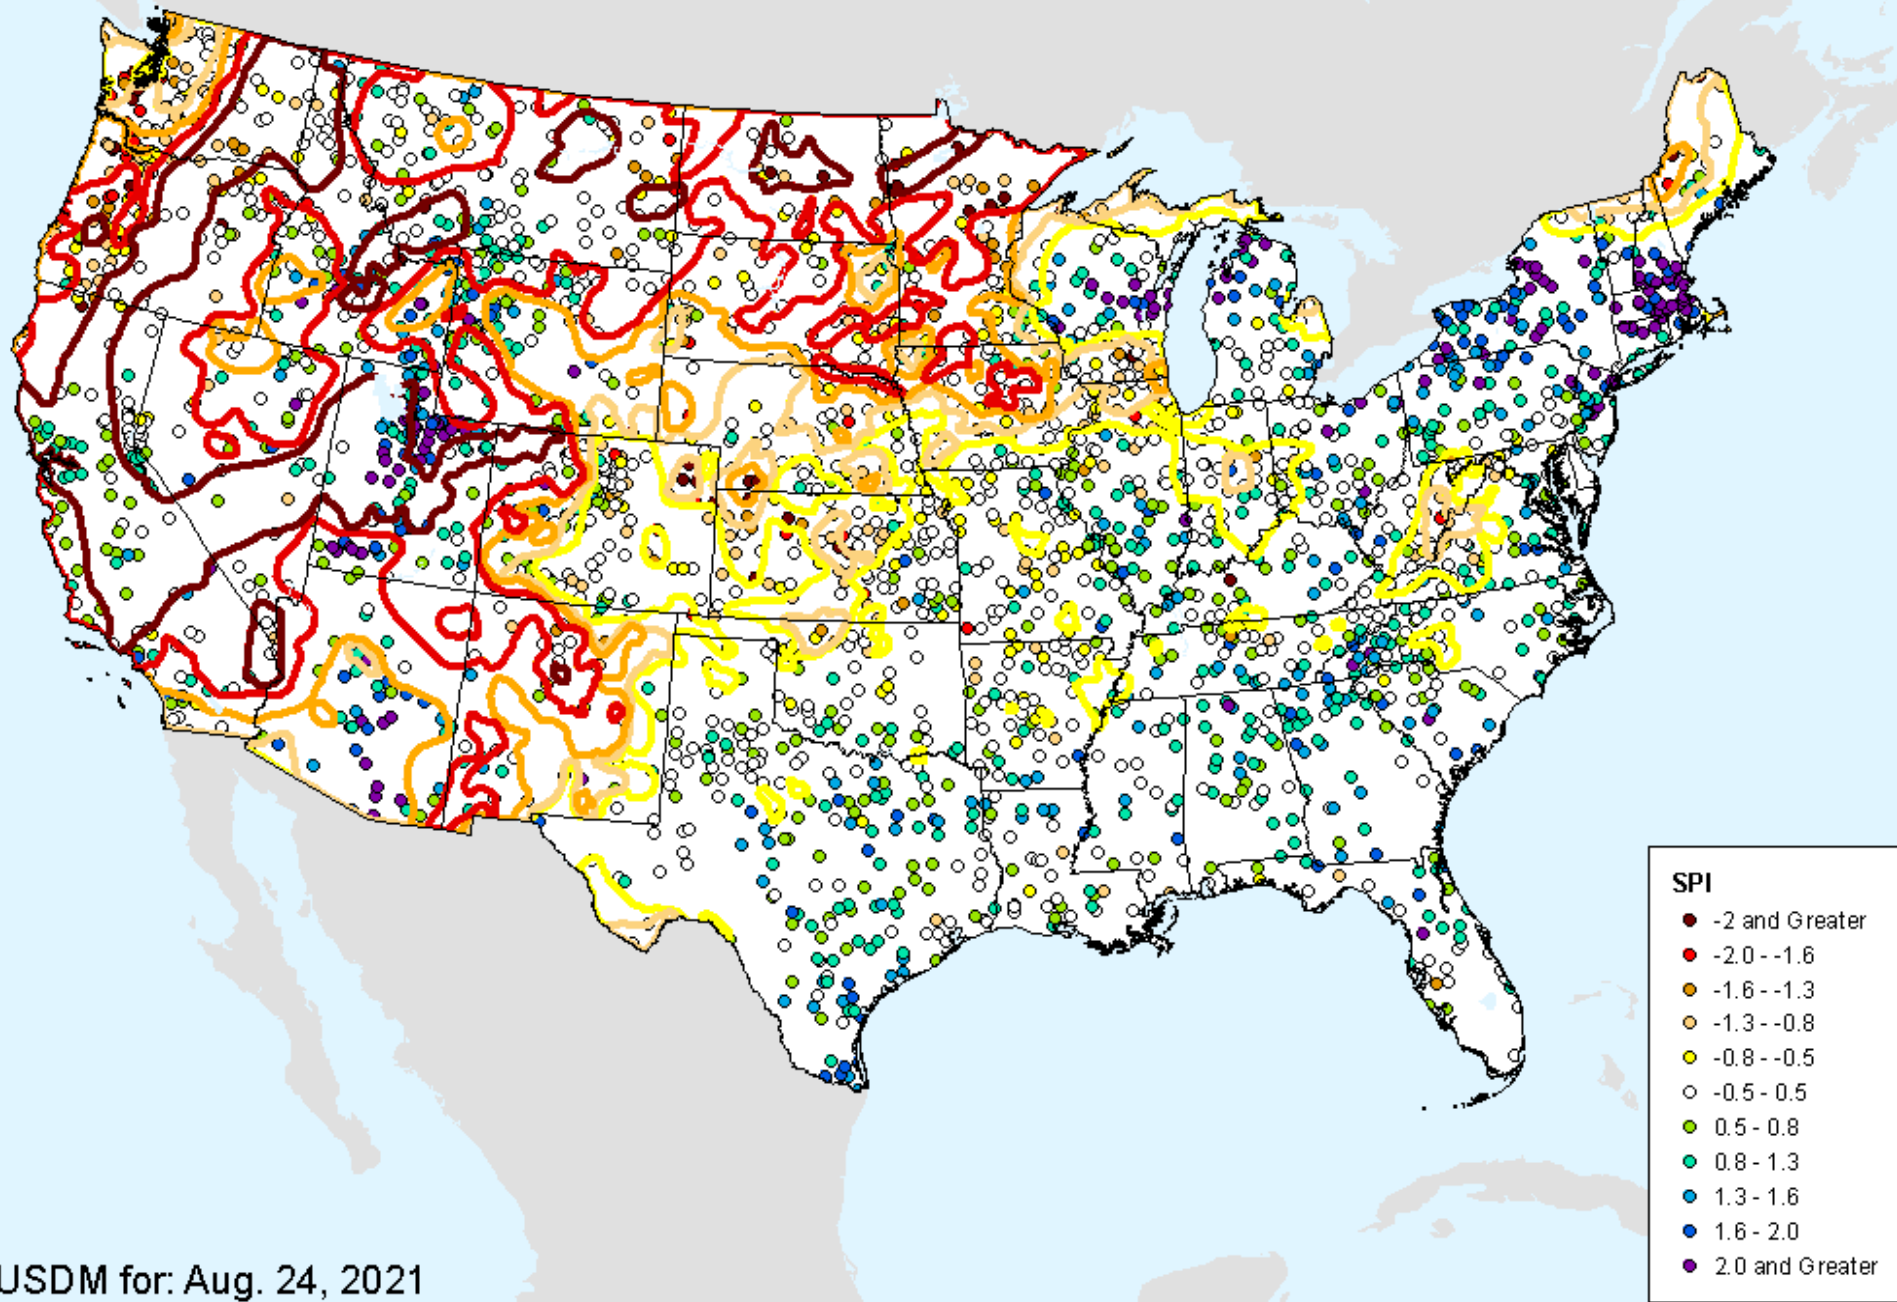 SPI
-2 and Greater
-2.0 - -1.6
-1.6 - -1.3
-1.3 - -0.8
-0.8 - -0.5
-0.5 - 0.5
0.5 - 0.8
0.8 - 1.3
1.3 - 1.6
1.6 - 2.0
2.0 and Greater
USDM for: Aug. 24, 2021